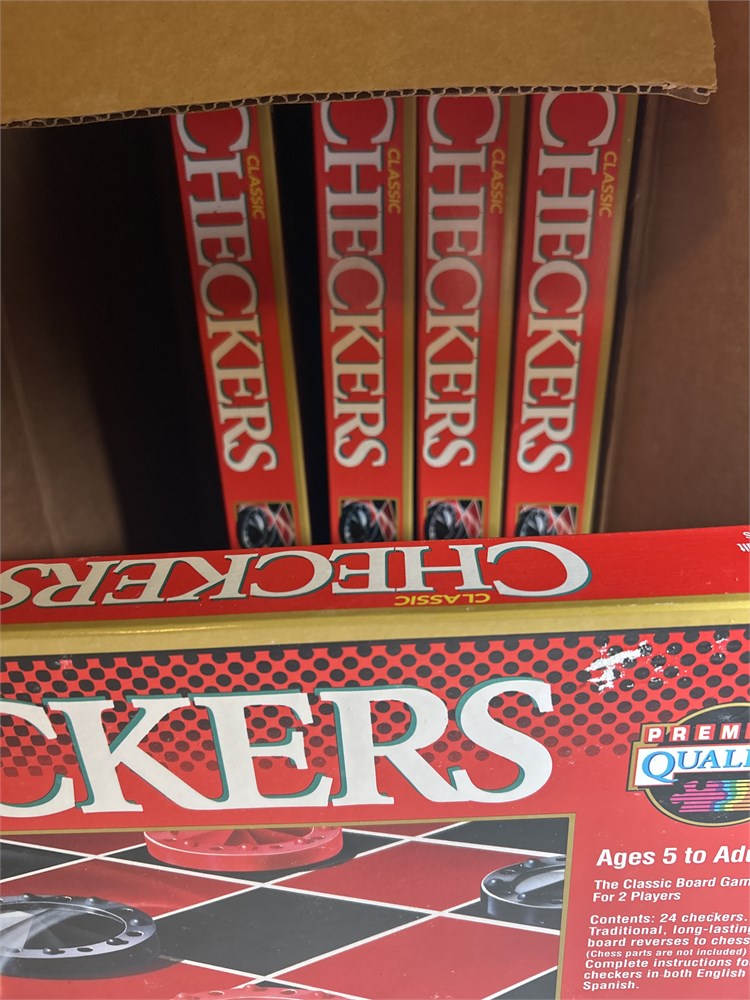 CLASSIC
CHECKERS
CLASSIC
CHECKERS
CLASSIC
CHECKERS
CLASSIC
CHECKERS
CHECKERS
CLASSIC
CKERS
PREM
QUALI
Ages 5 to Adu
The Classic Board Gam
For 2 Players
Contents: 24 checkers.
Traditional, long-lasting
board reverses to chess
(Chess parts are not included)
Complete instructions fo
checkers in both English
Spanish.